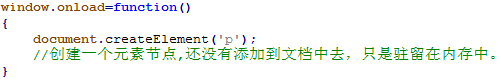 window.onload=function()
{
    document.createElement('p');
    //创建一个元素节点,还没有添加到文档中去，只是驻留在内存中。
}